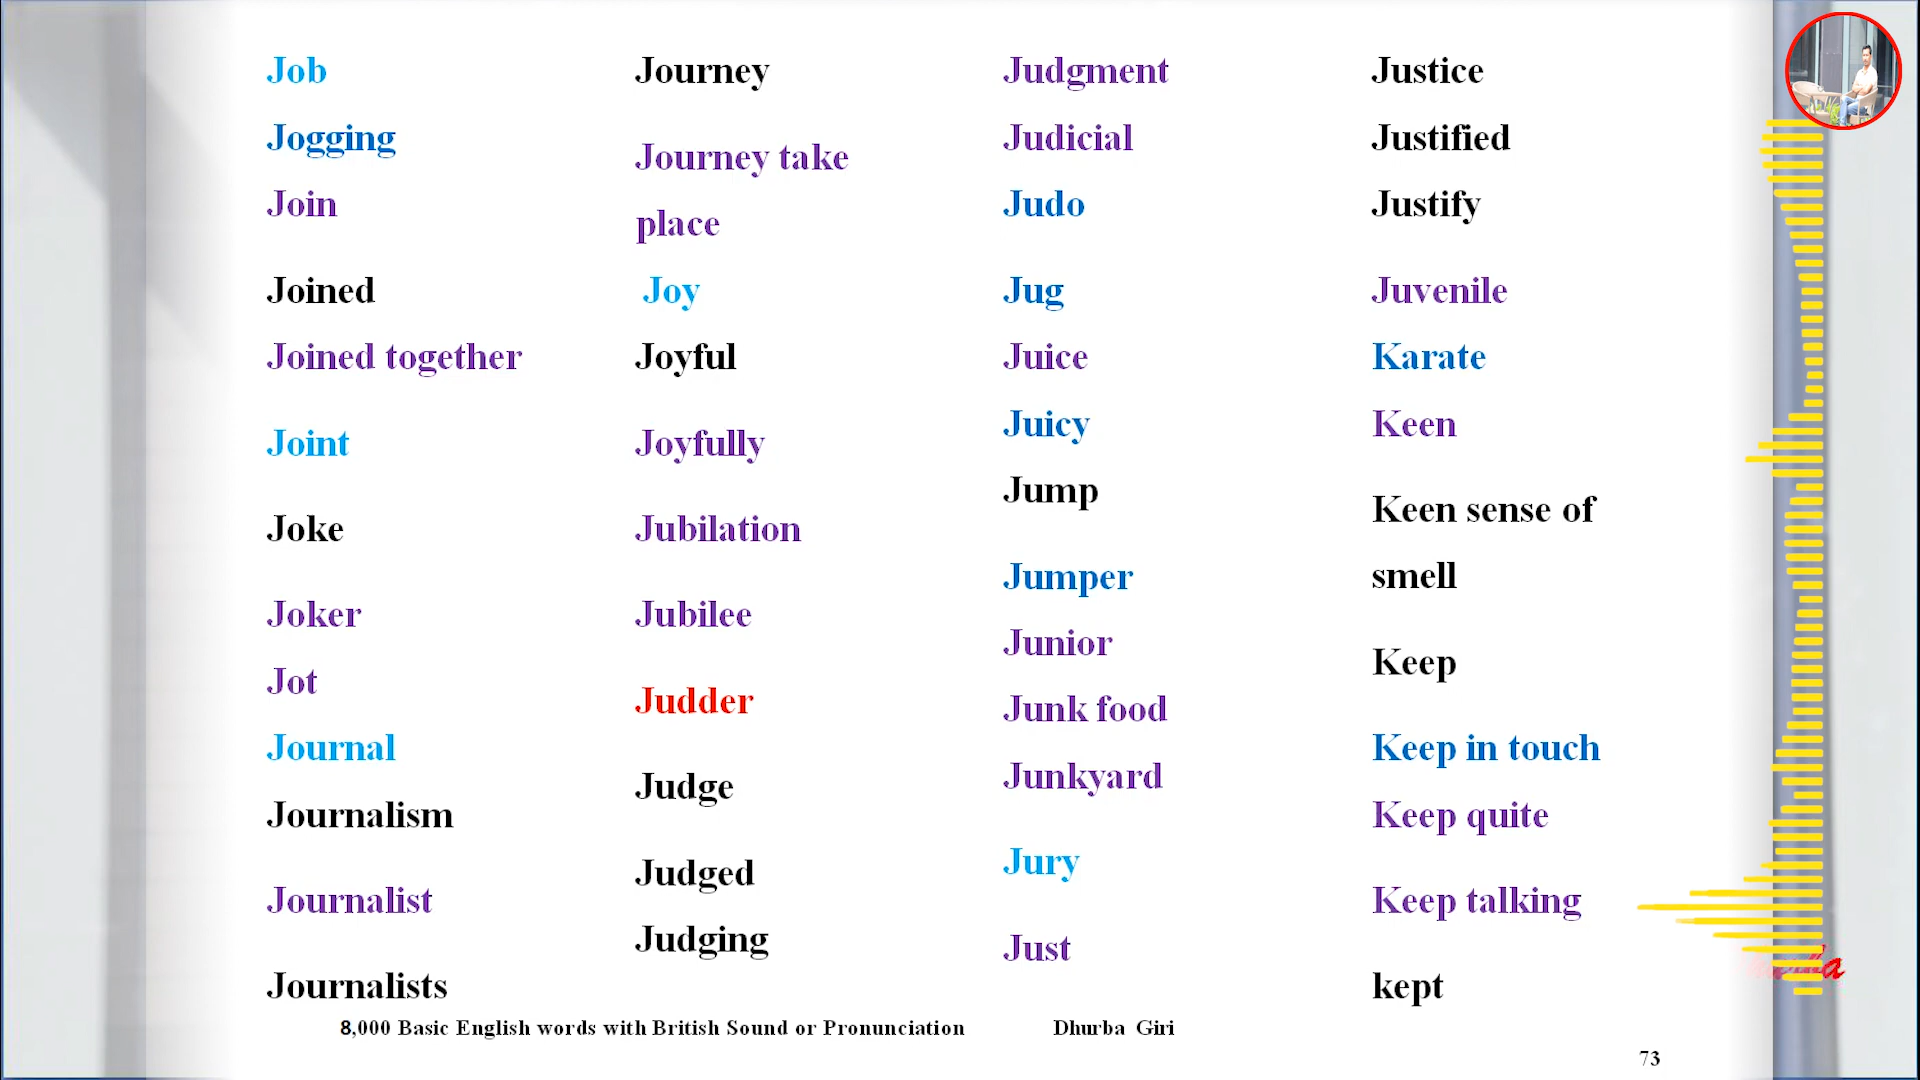 Job
Jogging
Join
Joined
Joined together
Joint
Joke
Joker
Jot
Journal
Journalism
Journalist
Journalists
Journey
Journey take
place
Joy
Joyful
Joyfully
Jubilation
Jubilee
Judder
Judge
Judged
Judging
Judgment
Judicial
Judo
Jug
Juice
Juicy
Jump
Jumper
Junior
Junk food
Junkyard
Jury
Just
Justice
Justified
Justify
Juvenile
Karate
Keen
Keen sense of
smell
Keep
Keep in touch
Keep quite
Keep talking
kept
8,000 Basic English words with British Sound or Pronunciation Dhurba Giri
73